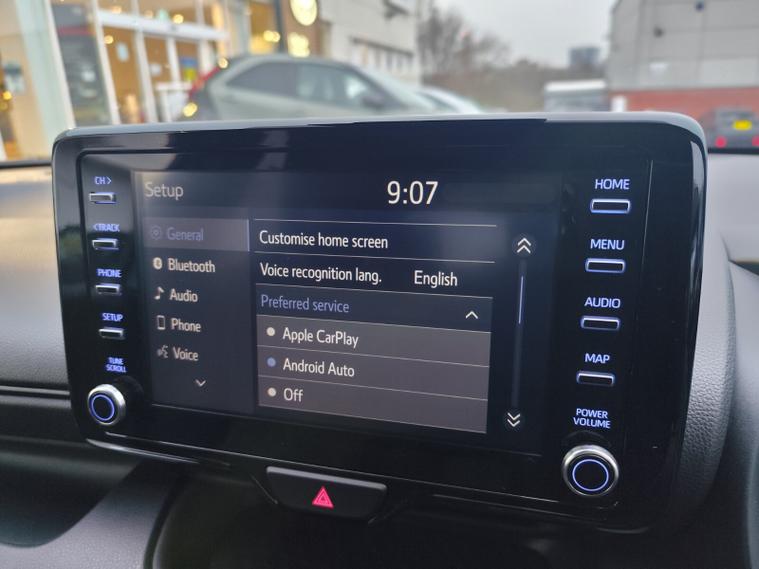 Setup 9:07
General
Bluetooth
Audio
Phone
Voice
Customise home screen
Voice recognition lang. English
Preferred service
Apple CarPlay
Android Auto
Off
CH >
< TRACK
PHONE
SETUP
TUNE
SCROLL
HOME
MENU
AUDIO
MAP
POWER
VOLUME